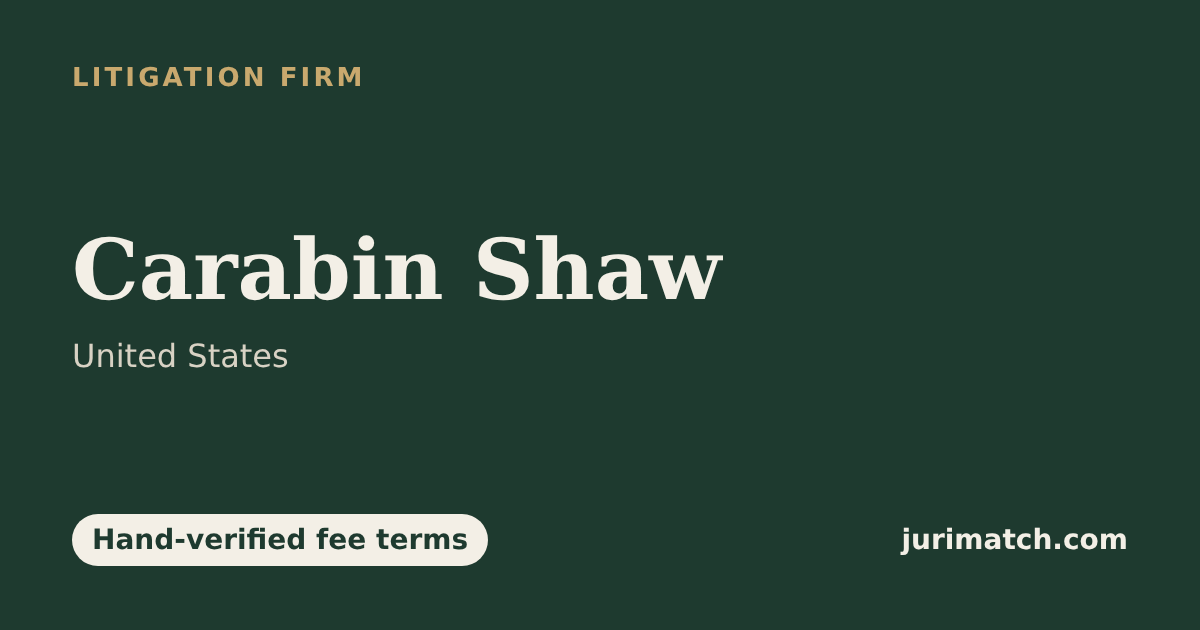 LITIGATION FIRM
Carabin Shaw
United States
Hand-verified fee terms
jurimatch.com